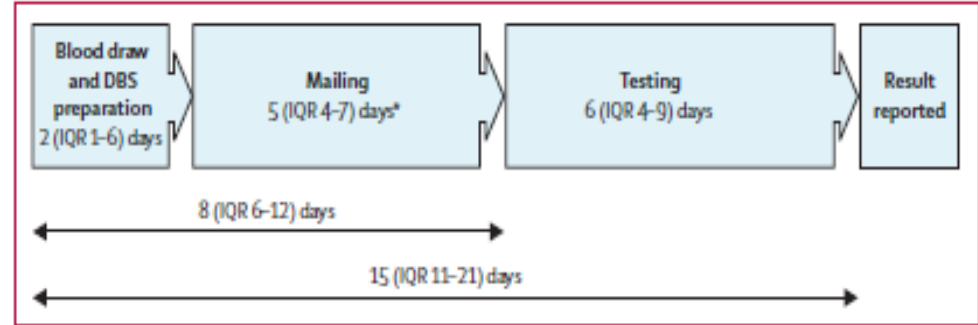 Blood draw
and DBS
preparation
2 (IQR 1–6) days
Mailing
5 (IQR 4–7) days*
Testing
6 (IQR 4–9) days
Result
reported
8 (IQR 6–12) days
15 (IQR 11–21) days